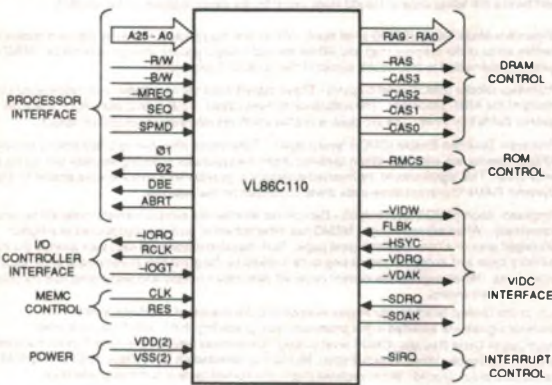 A25 - A0
–R/W
–B/W
–MREQ
SEQ
SPMD
Ø1
Ø2
DBE
ABRT
PROCESSOR
INTERFACE
–IORQ
RCLK
–IOGT
I/O
CONTROLLER
INTERFACE
CLK
RES
MEMC
CONTROL
VDD(2)
VSS(2)
POWER
VL86C110
RA9 - RA0
–RAS
–CAS3
–CAS2
–CAS1
–CAS0
DRAM
CONTROL
–RMCS
ROM
CONTROL
–VIDW
FLBK
–HSYC
–VDRQ
–VDAK
–SDRQ
–SDAK
VIDC
INTERFACE
–SIRQ
INTERRUPT
CONTROL